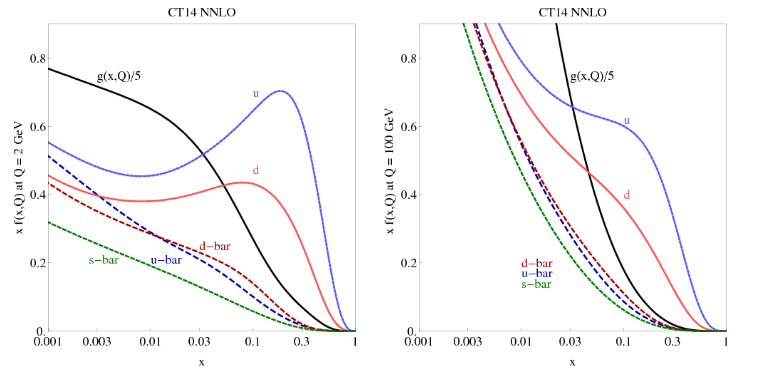 CT14 NNLO
x f(x,Q) at Q = 2 GeV
0.8
0.6
0.4
0.2
0.
g(x,Q)/5
u
d
d−bar
u−bar
s−bar
0.001 0.003 0.01 0.03 0.1 0.3 1
x
CT14 NNLO
x f(x,Q) at Q = 100 GeV
0.8
0.6
0.4
0.2
0.
g(x,Q)/5
u
d
d−bar
u−bar
s−bar
0.001 0.003 0.01 0.03 0.1 0.3 1
x